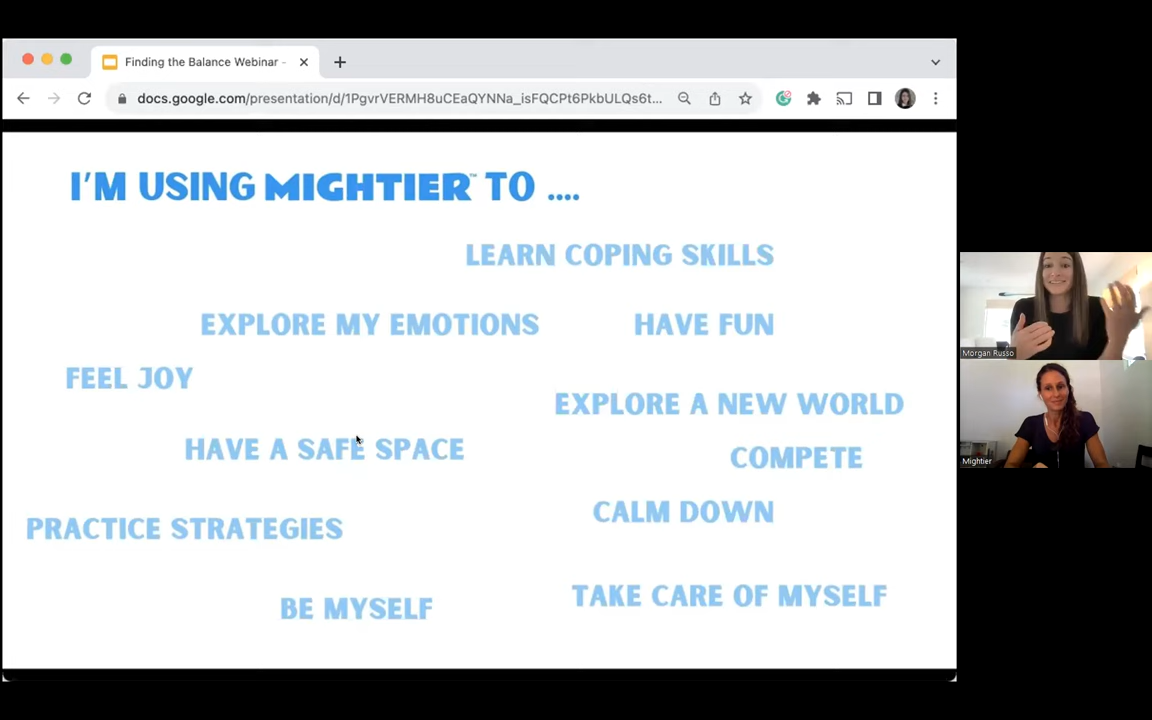 Finding the Balance Webinar -
docs.google.com/presentation/d/1PgvrVERMH8uCEaQYNNa_isFQCPt6PkbULQs6t...
I'M USING MIGHTIER™ TO ....
LEARN COPING SKILLS
EXPLORE MY EMOTIONS
HAVE FUN
FEEL JOY
EXPLORE A NEW WORLD
HAVE A SAFE SPACE
COMPETE
CALM DOWN
PRACTICE STRATEGIES
TAKE CARE OF MYSELF
BE MYSELF
Morgan Russo
Mightier